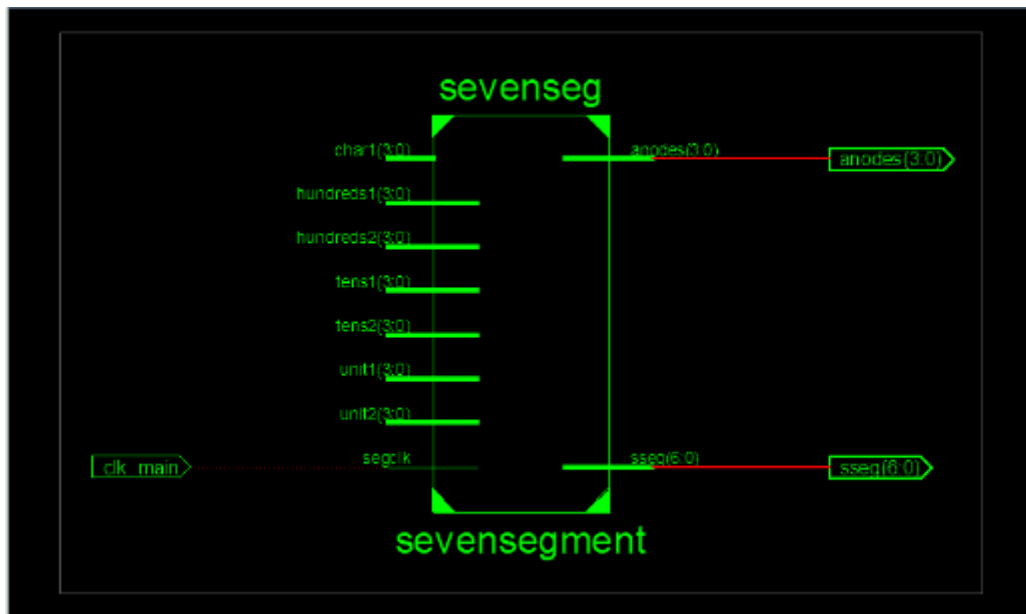 sevenseg
char1(3:0)
anodes(3:0)
anodes(3:0)
hundreds1(3:0)
hundreds2(3:0)
tens1(3:0)
tens2(3:0)
unit1(3:0)
unit2(3:0)
clk_main
segclk
sseg(6:0)
sseg(6:0)
sevensegment